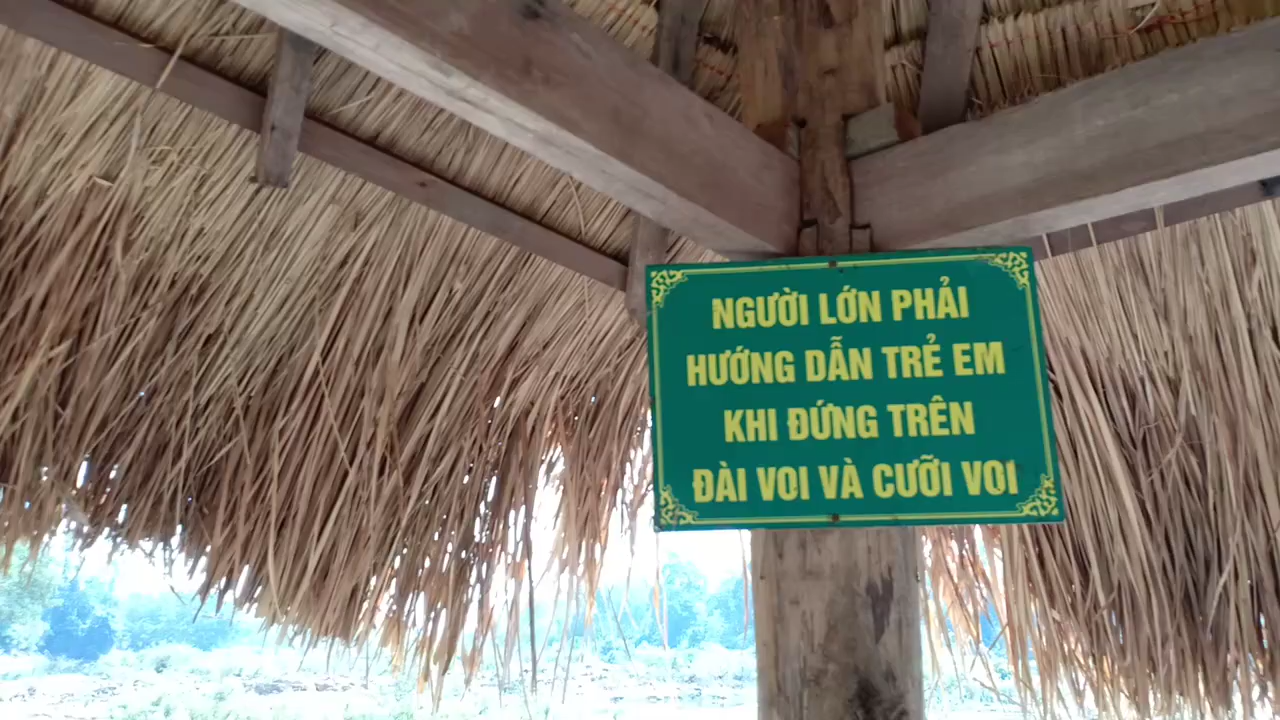 NGƯỜI LỚN PHẢI
HƯỚNG DẪN TRẺ EM
KHI ĐỨNG TRÊN
ĐÀI VOI VÀ CƯỠI VOI